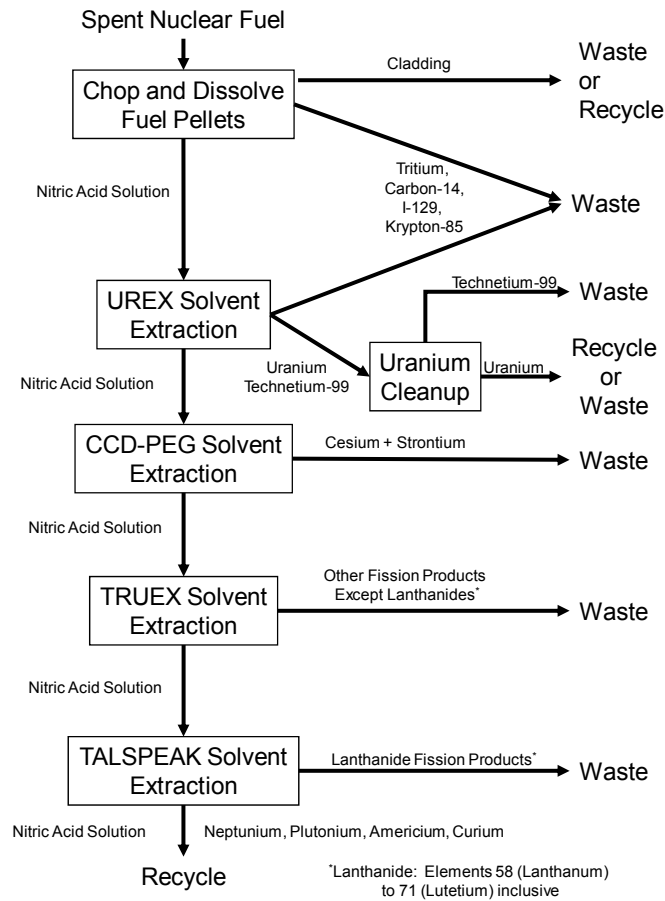 Spent Nuclear Fuel
Chop and Dissolve
Fuel Pellets
Cladding
Waste
or
Recycle
Nitric Acid Solution
Tritium,
Carbon-14,
I-129,
Krypton-85
Waste
UREX Solvent
Extraction
Uranium
Technetium-99
Uranium
Cleanup
Technetium-99
Waste
Uranium
Recycle
or
Waste
Nitric Acid Solution
CCD-PEG Solvent
Extraction
Cesium + Strontium
Waste
Nitric Acid Solution
TRUEX Solvent
Extraction
Other Fission Products
Except Lanthanides*
Waste
Nitric Acid Solution
TALSPEAK Solvent
Extraction
Lanthanide Fission Products*
Waste
Nitric Acid Solution
Neptunium, Plutonium, Americium, Curium
Recycle
*Lanthanide: Elements 58 (Lanthanum)
to 71 (Lutetium) inclusive